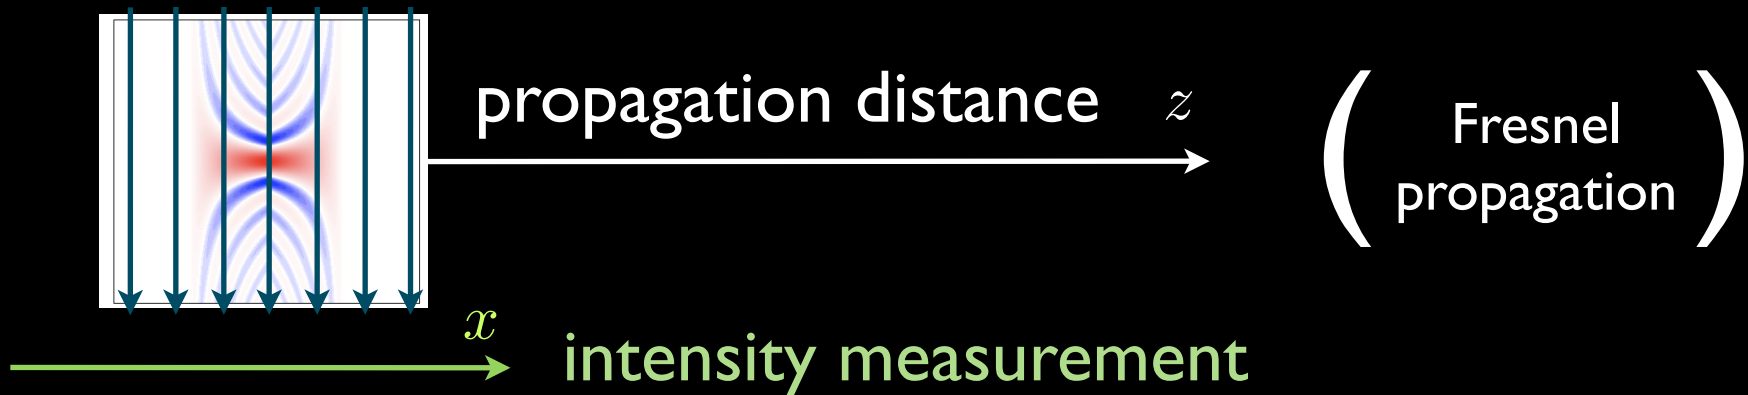 propagation distance z
( Fresnel
propagation )
x
intensity measurement